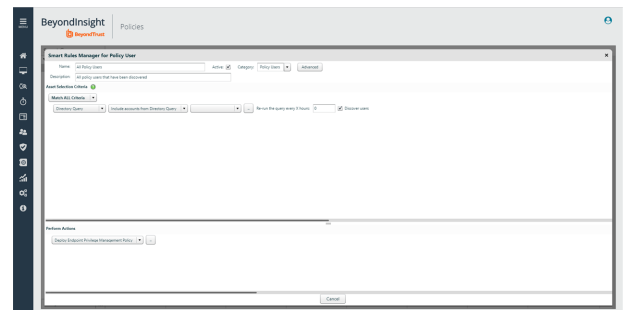 MENU
BeyondInsight
BeyondTrust
Policies
Smart Rules Manager for Policy User
Name: All Policy Users Active: Category: Policy Users Advanced
Description: All policy users that have been discovered
Asset Selection Criteria
Match ALL Criteria
Directory Query Include accounts from Directory Query ... Re-run the query every X hours: 0 Discover users
Perform Actions
Deploy Endpoint Privilege Management Policy ...
Cancel